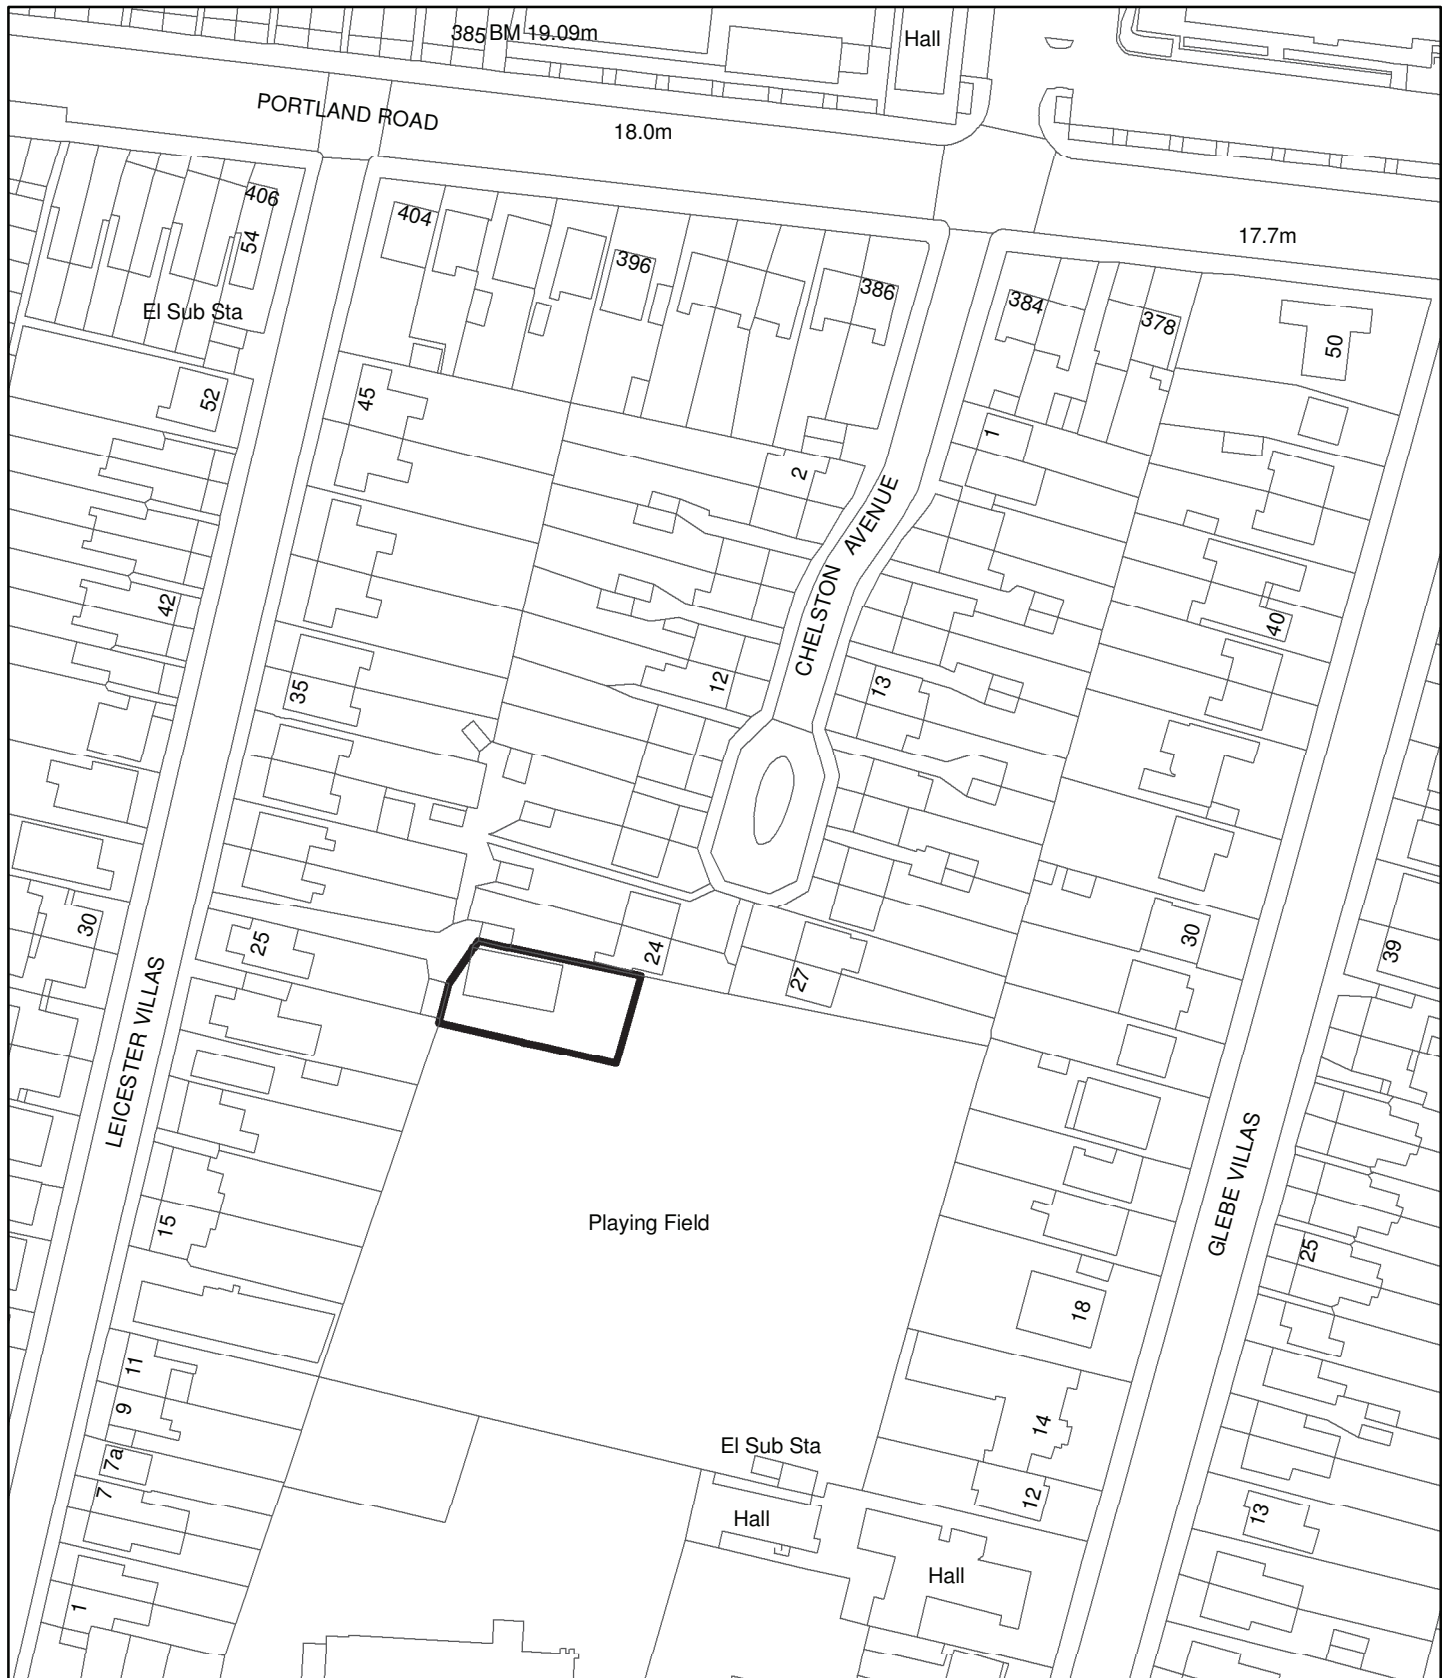 385 BM 19.09m
Hall
PORTLAND ROAD
18.0m
406
54
404
396
386
384
378
17.7m
50
El Sub Sta
52
45
1
2
CHELSTON AVENUE
42
40
35
12
13
30
25
24
27
30
39
LEICESTER VILLAS
15
Playing Field
GLEBE VILLAS
25
18
11
9
14
El Sub Sta
7a
7
12
Hall
13
Hall
1